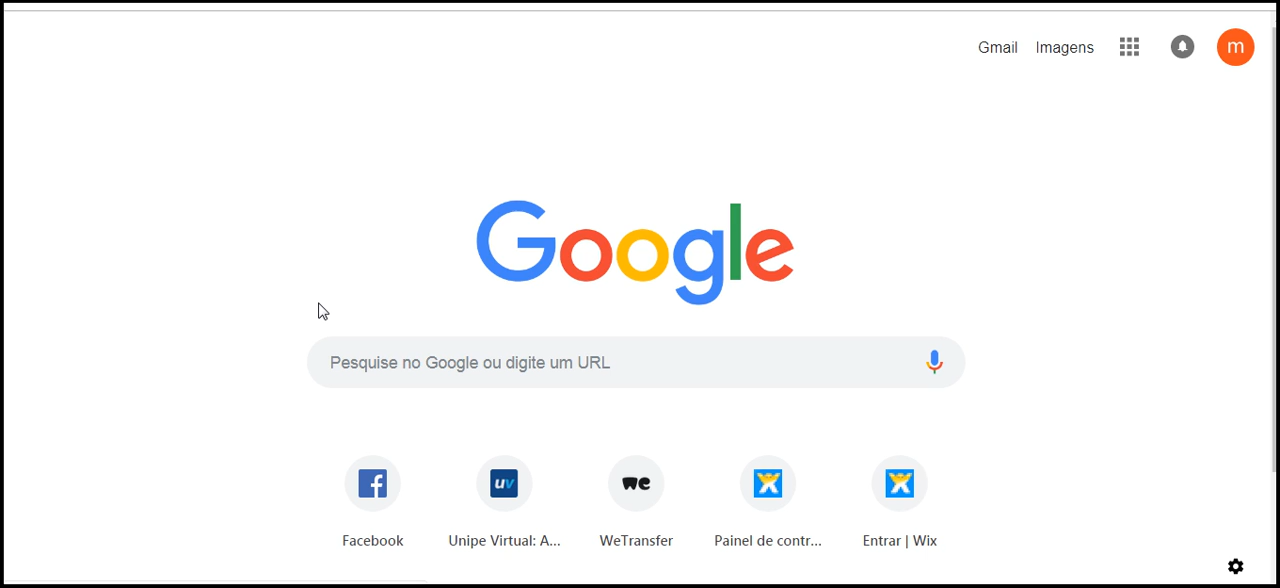 Gmail Imagens
m
Google
Pesquise no Google ou digite um URL
f uv we
Facebook Unipe Virtual: A... WeTransfer Painel de contr... Entrar | Wix